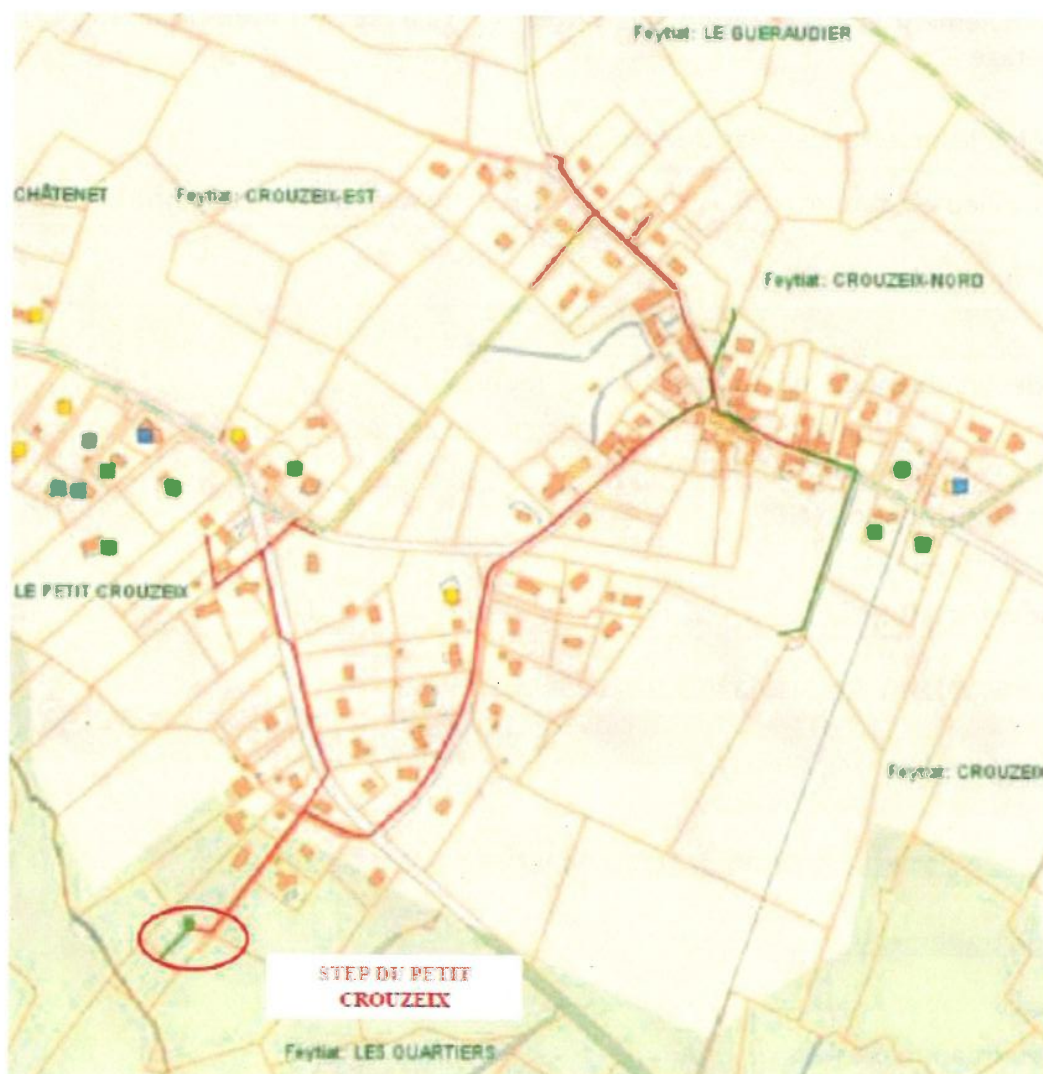 Feytiat: LE GUERAUDIER
CHÂTENET
Feytiat: CROUZEIX-EST
Feytiat: CROUZEIX-NORD
LE PETIT CROUZEIX
Feytiat: CROUZEIX
STEP DU PETIT
CROUZEIX
Feytiat: LES QUARTIERS